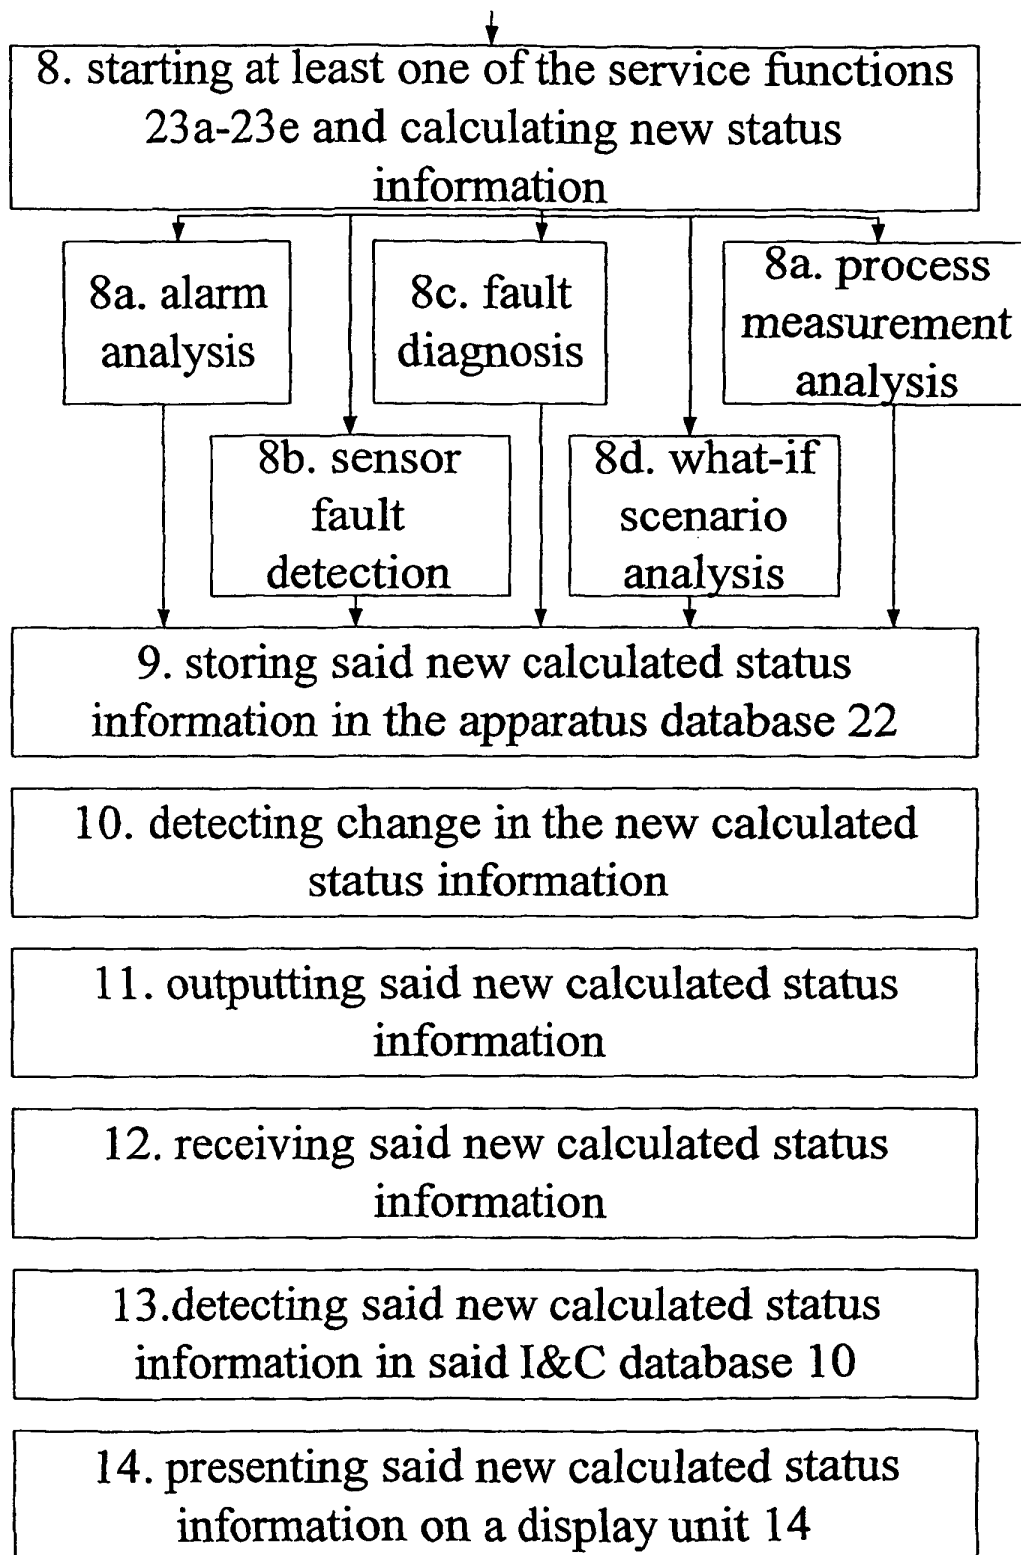 8. starting at least one of the service functions
23a-23e and calculating new status
information
8a. alarm
analysis
8c. fault
diagnosis
8a. process
measurement
analysis
8b. sensor
fault
detection
8d. what-if
scenario
analysis
9. storing said new calculated status
information in the apparatus database 22
10. detecting change in the new calculated
status information
11. outputting said new calculated status
information
12. receiving said new calculated status
information
13.detecting said new calculated status
information in said I&C database 10
14. presenting said new calculated status
information on a display unit 14